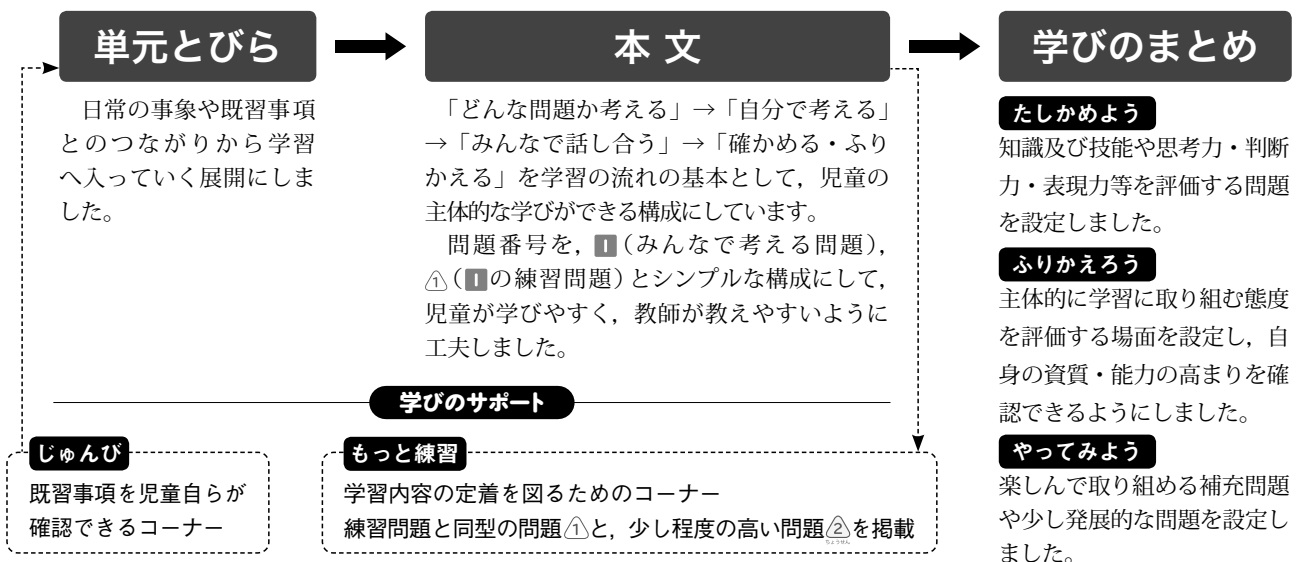 単元とびら
日常の事象や既習事項
とのつながりから学習
へ入っていく展開にしま
した。
本文
「どんな問題か考える」→「自分で考える」
→「みんなで話し合う」→「確かめる・ふり
かえる」を学習の流れの基本として，児童の
主体的な学びができる構成にしています。
問題番号を，1（みんなで考える問題），
①（1の練習問題）とシンプルな構成にして，
児童が学びやすく，教師が教えやすいように
工夫しました。
学びのサポート
じゅんび
既習事項を児童自らが
確認できるコーナー
もっと練習
学習内容の定着を図るためのコーナー
練習問題と同型の問題①と，少し程度の高い問題②を掲載
ちょうせん
学びのまとめ
たしかめよう
知識及び技能や思考力・判断
力・表現力等を評価する問題
を設定しました。
ふりかえろう
主体的に学習に取り組む態度
を評価する場面を設定し，自
身の資質・能力の高まりを確
認できるようにしました。
やってみよう
楽しんで取り組める補充問題
や少し発展的な問題を設定し
ました。